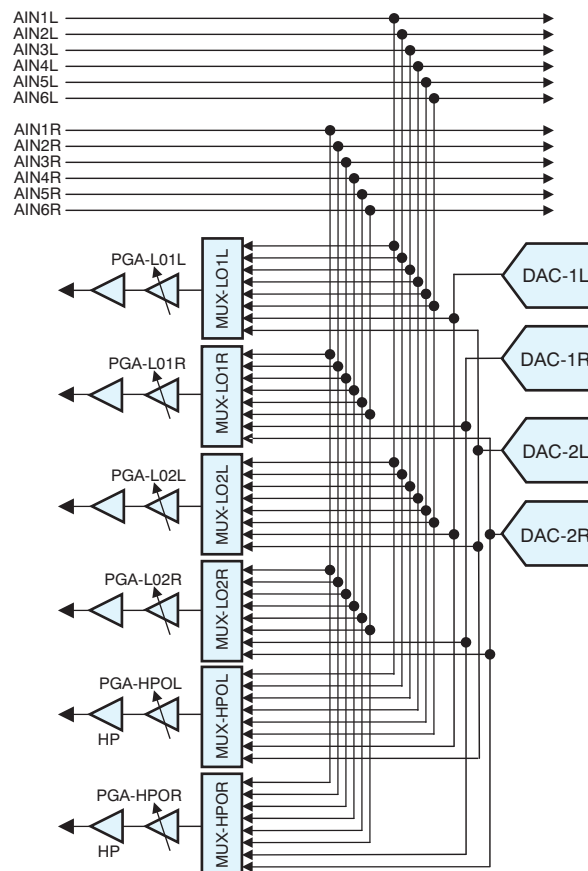 AIN1L
AIN2L
AIN3L
AIN4L
AIN5L
AIN6L
AIN1R
AIN2R
AIN3R
AIN4R
AIN5R
AIN6R
PGA-L01L
MUX-LO1L
DAC-1L
PGA-L01R
MUX-LO1R
DAC-1R
PGA-L02L
MUX-LO2L
DAC-2L
DAC-2R
PGA-L02R
MUX-LO2R
PGA-HPOL
HP
MUX-HPOL
PGA-HPOR
HP
MUX-HPOR